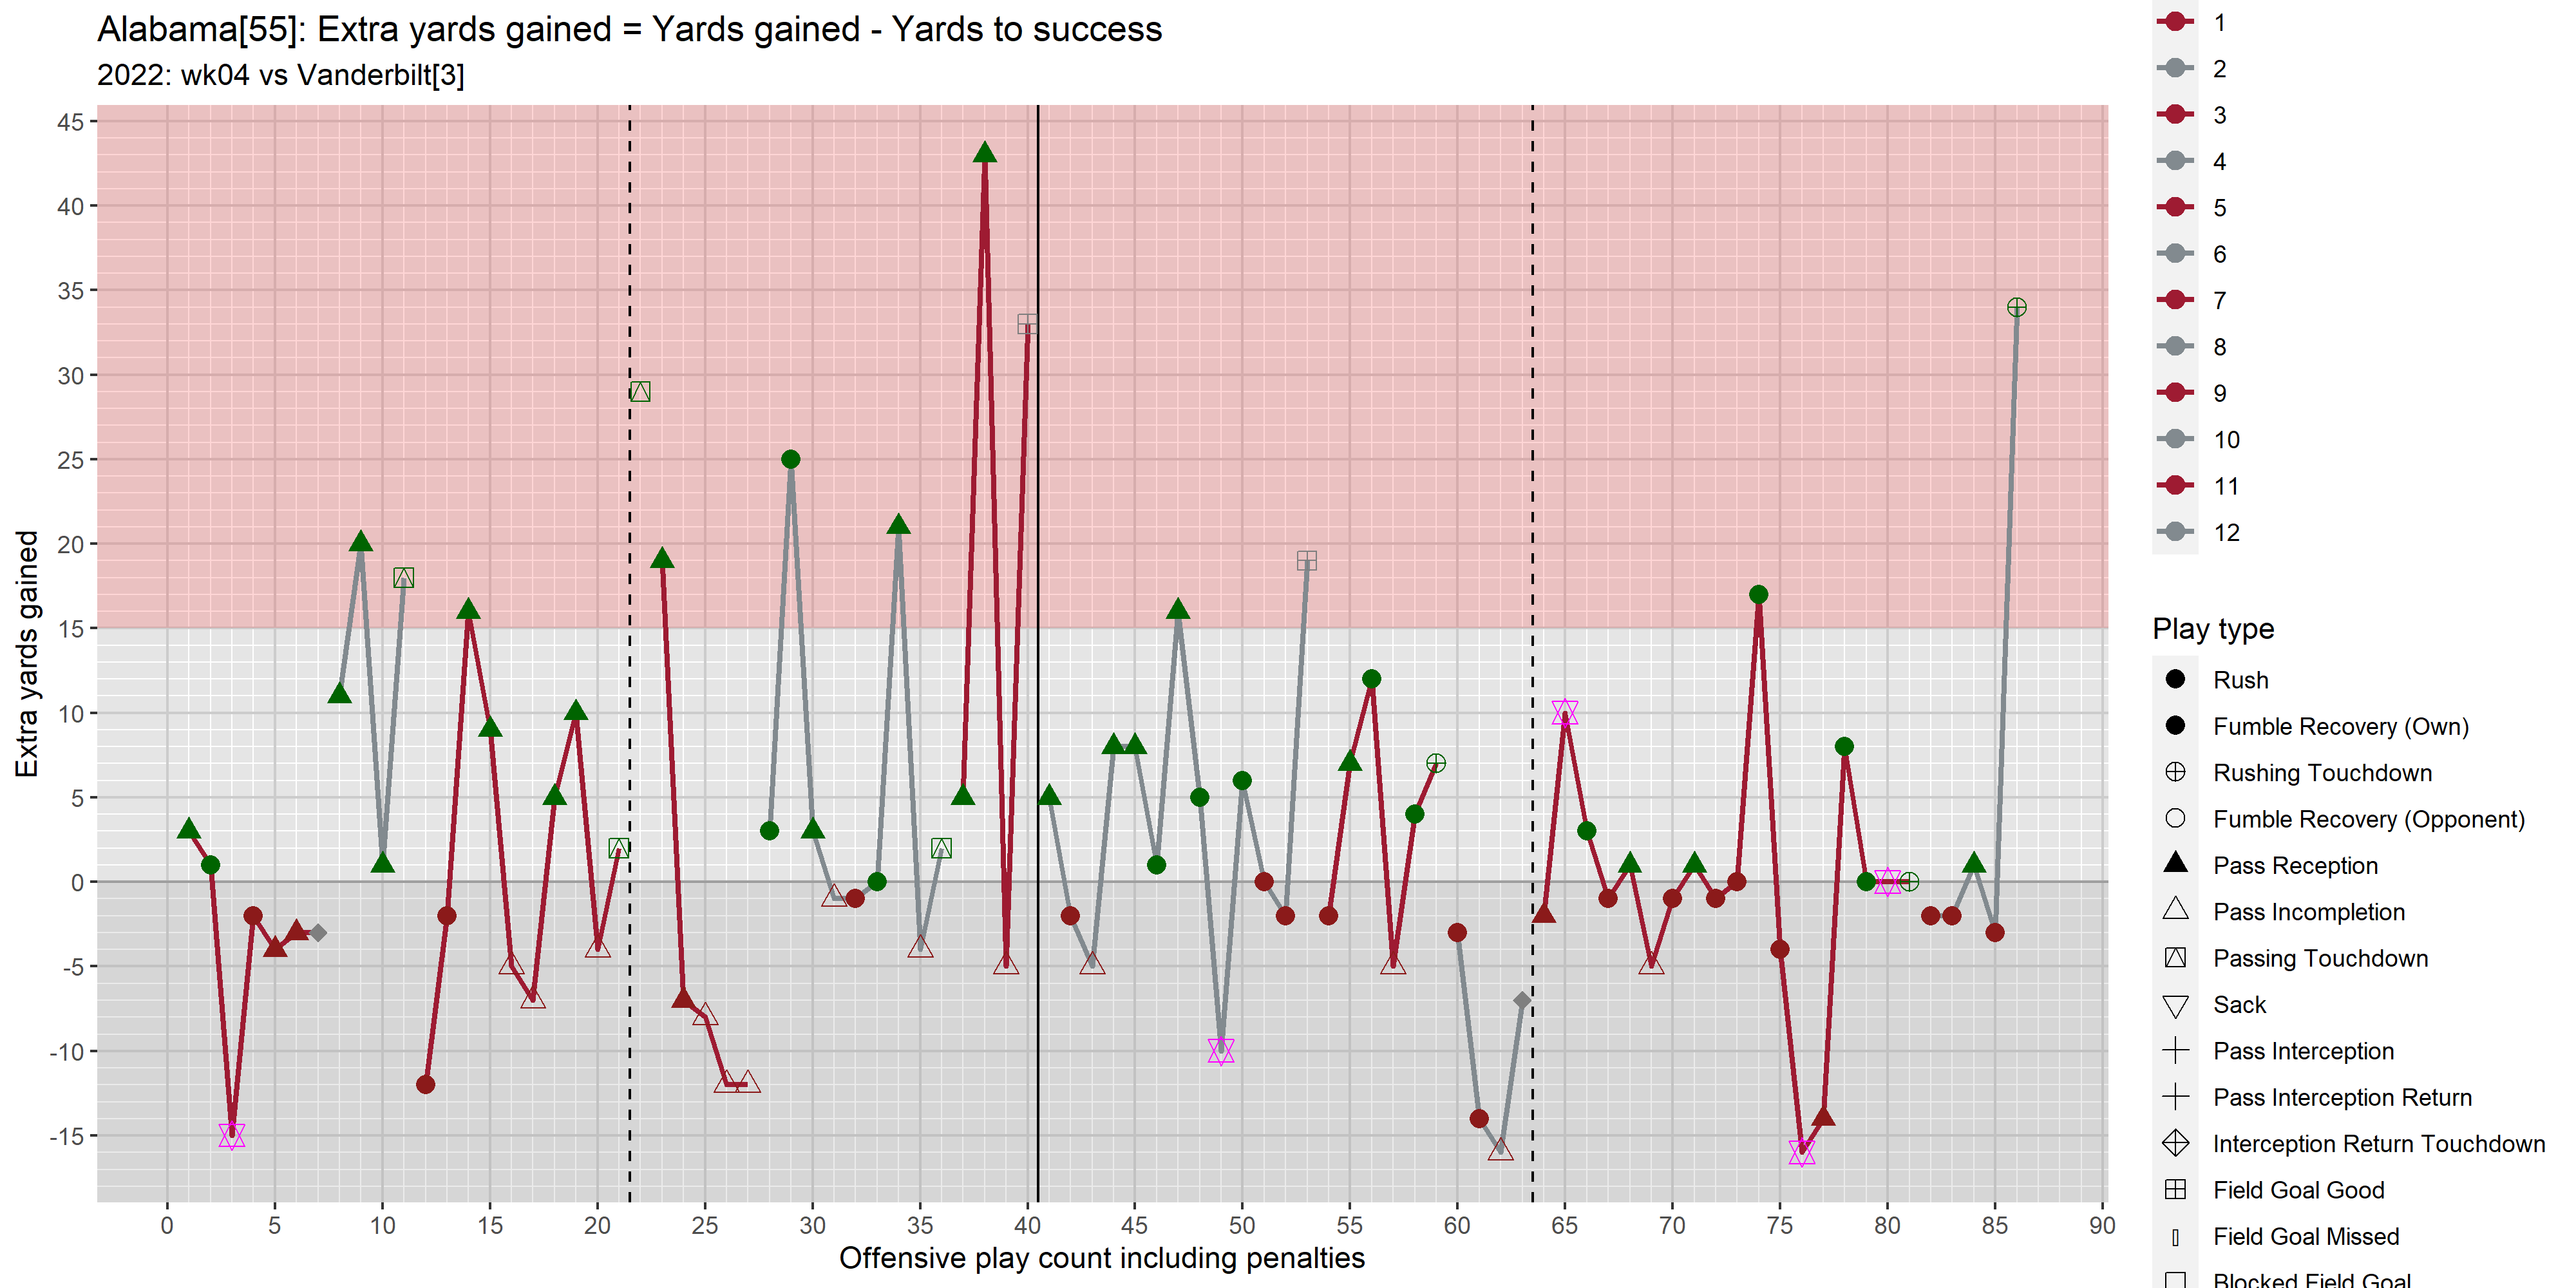 Alabama[55]: Extra yards gained = Yards gained - Yards to success
2022: wk04 vs Vanderbilt[3]
Extra yards gained
45
40
35
30
25
20
15
10
5
0
-5
-10
-15
0 5 10 15 20 25 30 35 40 45 50 55 60 65 70 75 80 85 90
Offensive play count including penalties
1
2
3
4
5
6
7
8
9
10
11
12
Play type
Rush
Fumble Recovery (Own)
Rushing Touchdown
Fumble Recovery (Opponent)
Pass Reception
Pass Incompletion
Passing Touchdown
Sack
Pass Interception
Pass Interception Return
Interception Return Touchdown
Field Goal Good
Field Goal Missed
Blocked Field Goal